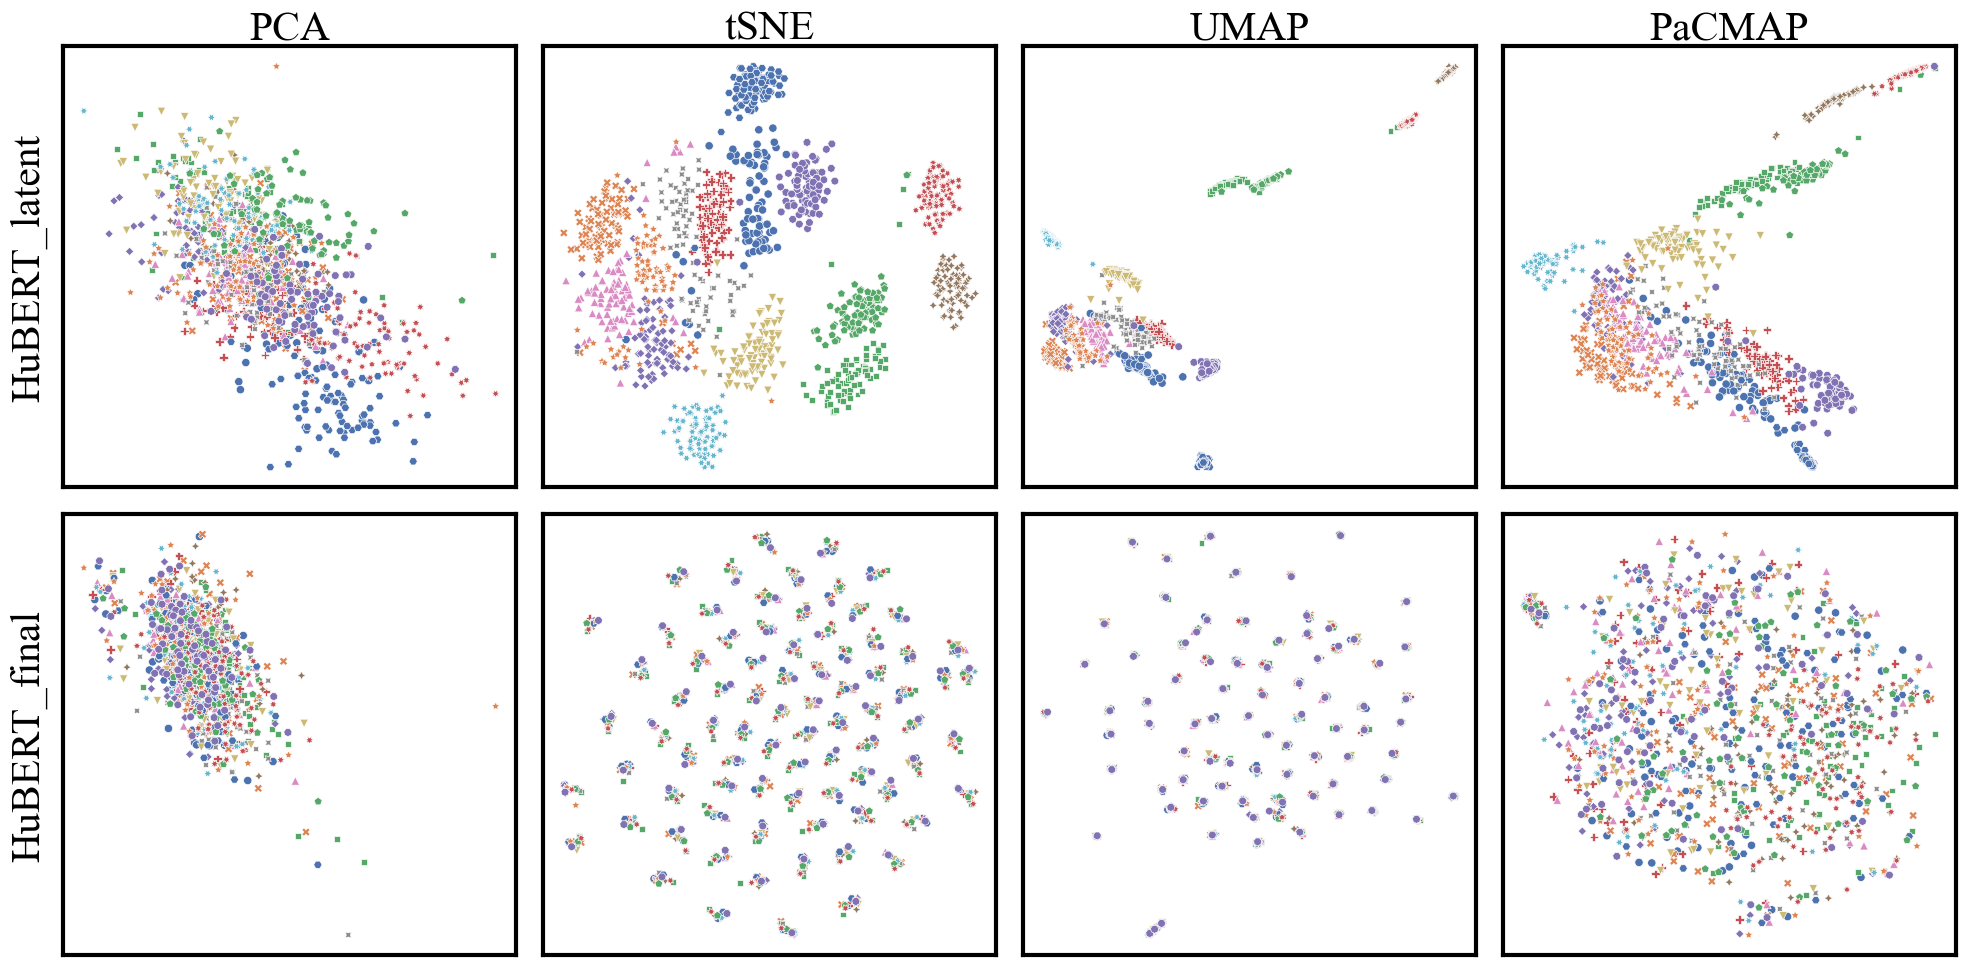 PCA
tSNE
UMAP
PaCMAP
HuBERT_latent
HuBERT_final